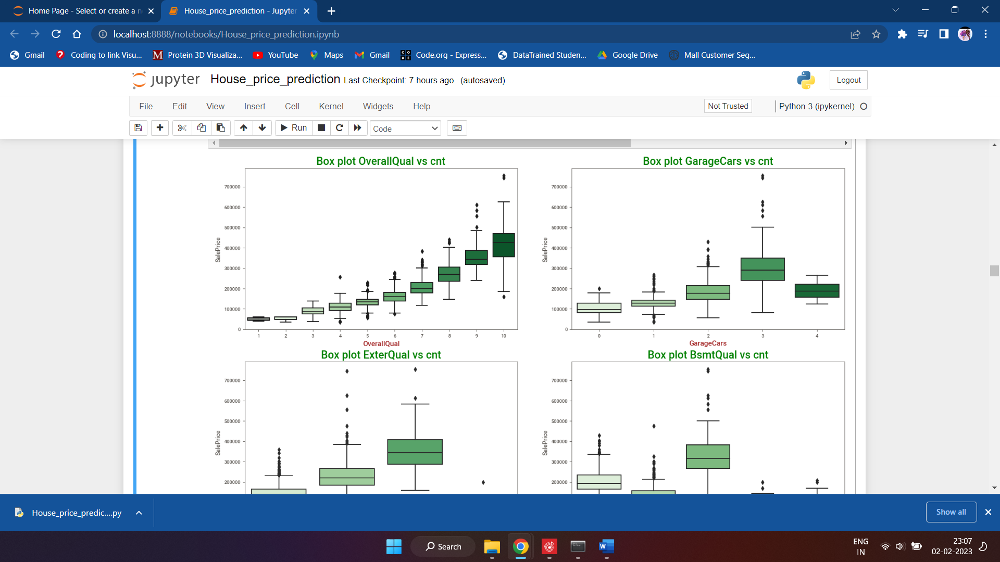 Home Page - Select or create a n
House_price_prediction - Jupyter
localhost:8888/notebooks/House_price_prediction.ipynb
Gmail
Coding to link Visu...
Protein 3D Visualiza...
YouTube
Maps
Gmail
Code.org - Express...
DataTrained Studen...
Google Drive
Mall Customer Seg...
jupyter House_price_prediction Last Checkpoint: 7 hours ago (autosaved)
Logout
File Edit View Insert Cell Kernel Widgets Help
Not Trusted
Python 3 (ipykernel)
Run
Code
Box plot OverallQual vs cnt
700000
600000
500000
400000
300000
200000
100000
0
SalePrice
1 2 3 4 5 6 7 8 9 10
OverallQual
Box plot GarageCars vs cnt
700000
600000
500000
400000
300000
200000
100000
0
SalePrice
0 1 2 3 4
GarageCars
Box plot ExterQual vs cnt
700000
600000
500000
400000
300000
200000
SalePrice
Box plot BsmtQual vs cnt
700000
600000
500000
400000
300000
200000
SalePrice
House_price_predic....py
Show all
Search
ENG
IN
23:07
02-02-2023